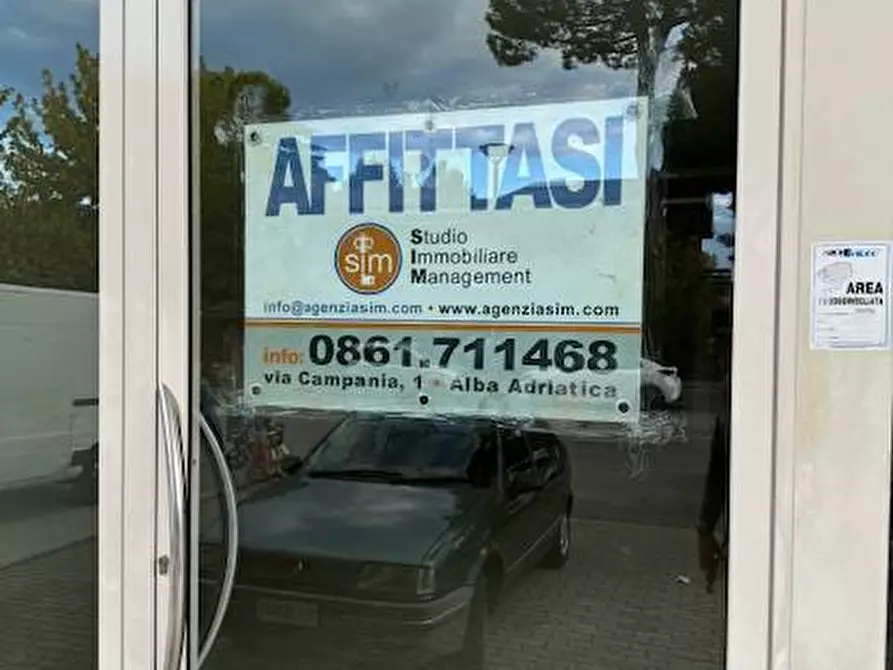 AFFITTASI
sim
Studio
Immobiliare
Management
info@agenziasim.com • www.agenziasim.com
info: 0861.711468
via Campania, 1 • Alba Adriatica
AREA